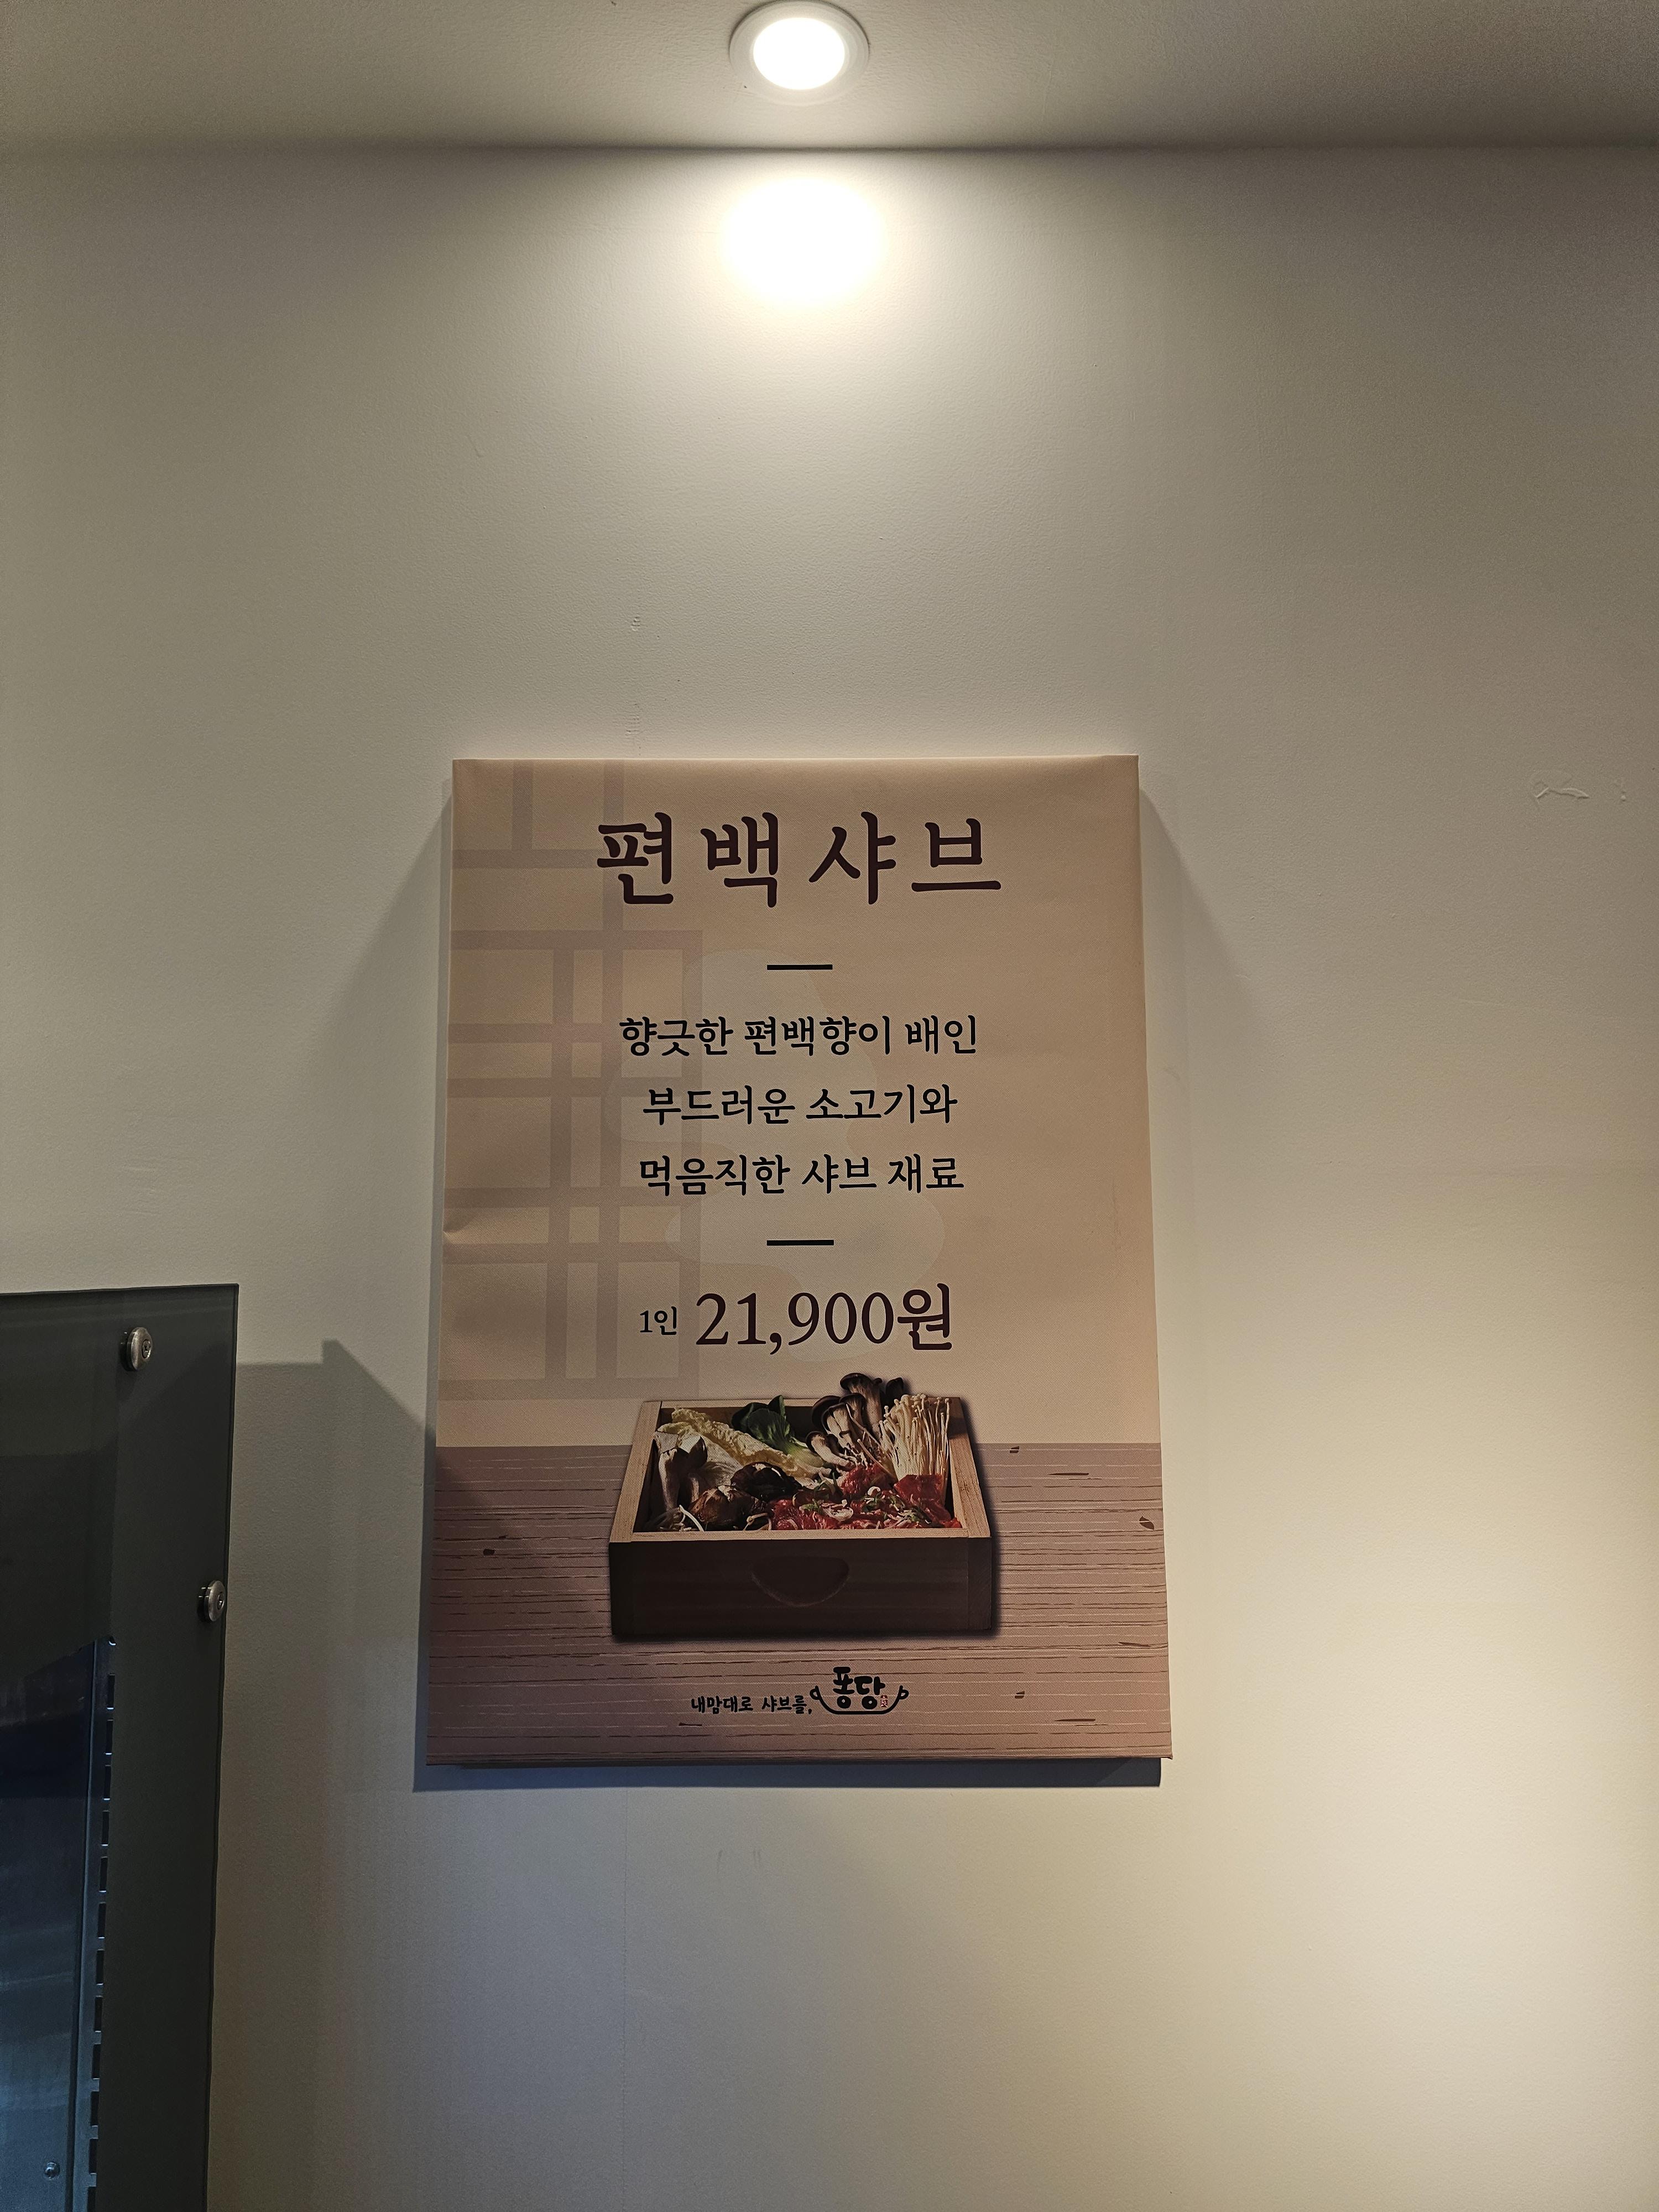 편백샤브
향긋한 편백향이 배인
부드러운 소고기와
먹음직한 샤브 재료
1인 21,900원
내맘대로 샤브를, 퐁당